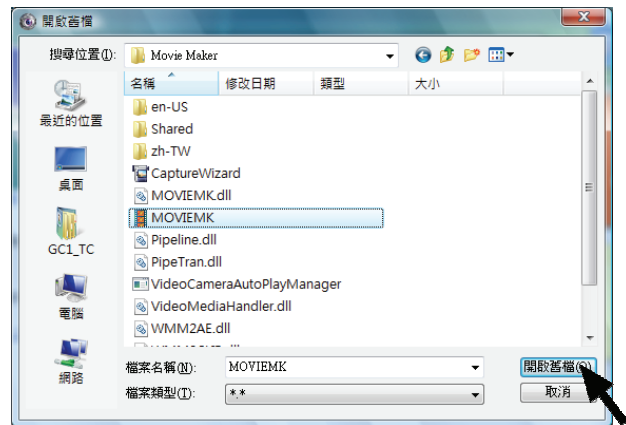 開啟舊檔
搜尋位置(I):
Movie Maker
名稱 修改日期 類型 大小
最近的位置
桌面
GC1_TC
電腦
網路
en-US
Shared
zh-TW
CaptureWizard
MOVIEMK.dll
MOVIEMK
Pipeline.dll
PipeTran.dll
VideoCameraAutoPlayManager
VideoMediaHandler.dll
WMM2AE.dll
檔案名稱(N): MOVIEMK 開啟舊檔(O)
檔案類型(T): *.* 取消